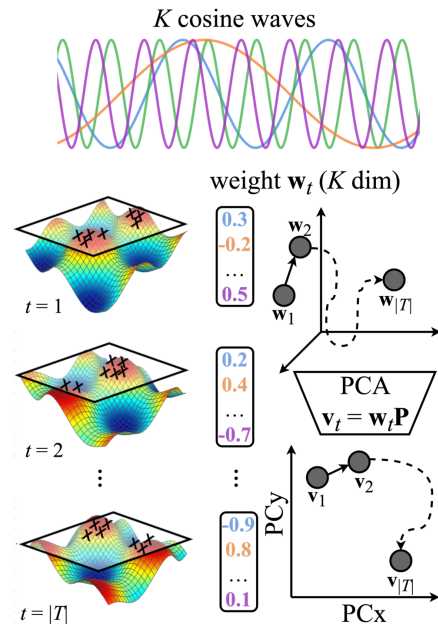 K cosine waves
weight w_t (K dim)
0.3
-0.2
...
0.5
t = 1
w_2
w_1
w_|T|
0.2
0.4
...
-0.7
t = 2
PCA
v_t = w_t P
⋮
⋮
-0.9
0.8
...
0.1
t = |T|
PCy
v_1
v_2
v_|T|
PCx